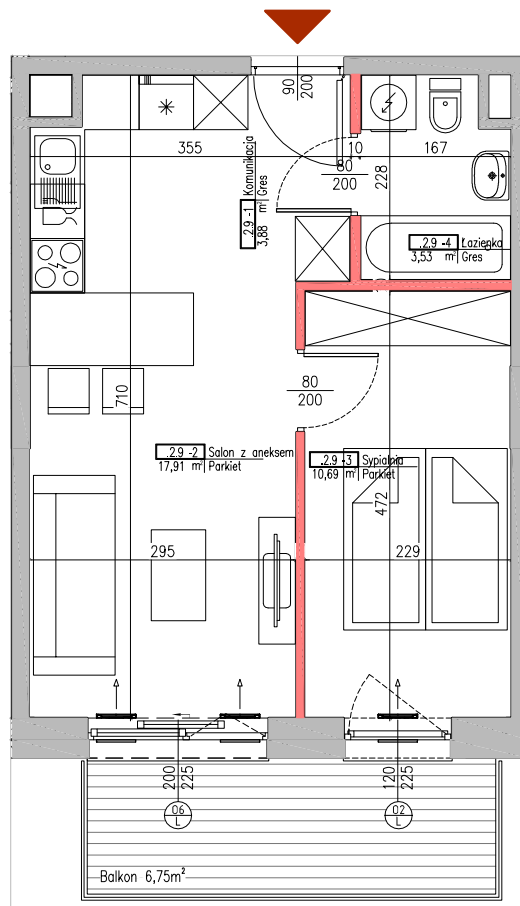 90
200
355
10
167
80
200
228
2.9 -1 Komunikacja
3,88 m² Gres
.2.9 -4 Łazienka
3,53 m² Gres
80
200
710
.2.9 -2 Salon z aneksem
17,91 m² Parkiet
.2.9 -3 Sypialnia
10,69 m² Parkiet
472
295
229
200
225
120
225
06
L
02
L
Balkon 6,75m²